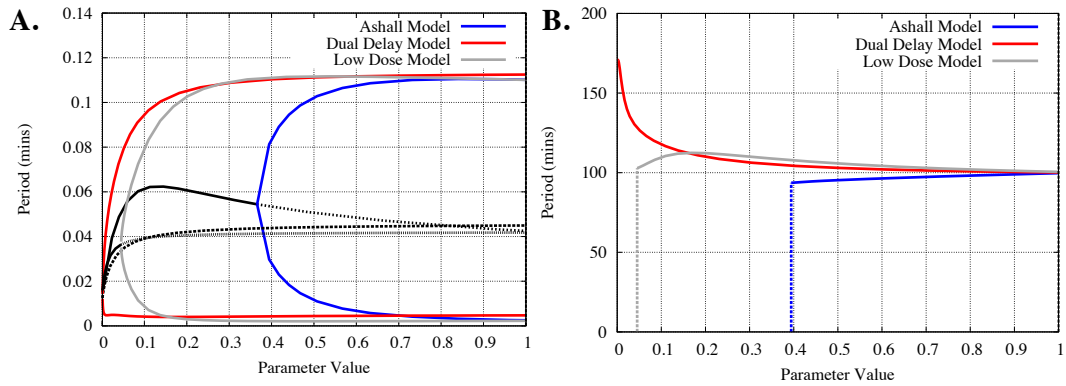 A.
Period (mins)
0.14
0.12
0.1
0.08
0.06
0.04
0.02
0
Ashall Model
Dual Delay Model
Low Dose Model
0 0.1 0.2 0.3 0.4 0.5 0.6 0.7 0.8 0.9 1
Parameter Value
B.
Period (mins)
200
150
100
50
0
Ashall Model
Dual Delay Model
Low Dose Model
0 0.1 0.2 0.3 0.4 0.5 0.6 0.7 0.8 0.9 1
Parameter Value